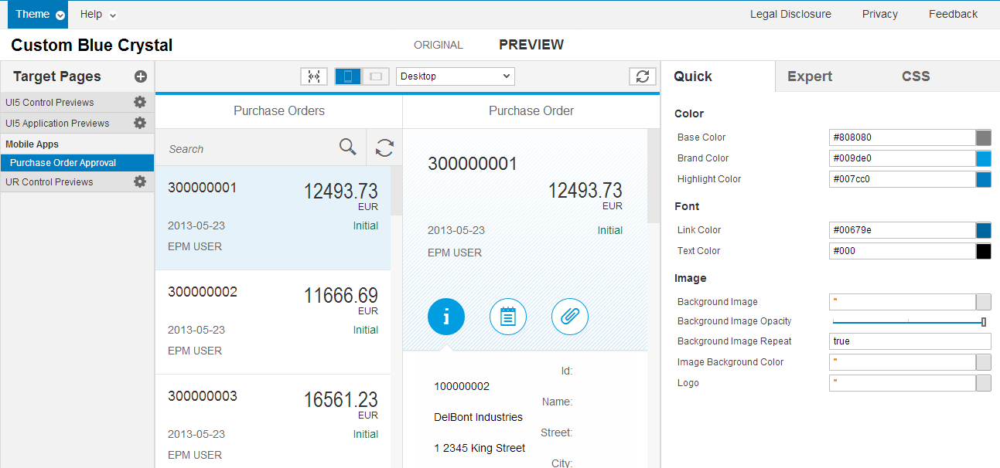 Theme Help Legal Disclosure Privacy Feedback
Custom Blue Crystal ORIGINAL PREVIEW
Target Pages
UI5 Control Previews
UI5 Application Previews
Mobile Apps
Purchase Order Approval
UR Control Previews
Desktop
Purchase Orders
Search
300000001 12493.73
EUR
2013-05-23 Initial
EPM USER
300000002 11666.69
EUR
2013-05-23 Initial
EPM USER
300000003 16561.23
EUR
2013-05-23 Initial
EPM USER
Purchase Order
300000001
12493.73
EUR
2013-05-23 Initial
EPM USER
Id:
100000002
Name:
DelBont Industries
Street:
1 2345 King Street
City:
Quick Expert CSS
Color
Base Color #808080
Brand Color #009de0
Highlight Color #007cc0
Font
Link Color #00679e
Text Color #000
Image
Background Image "
Background Image Opacity
Background Image Repeat true
Image Background Color "
Logo "